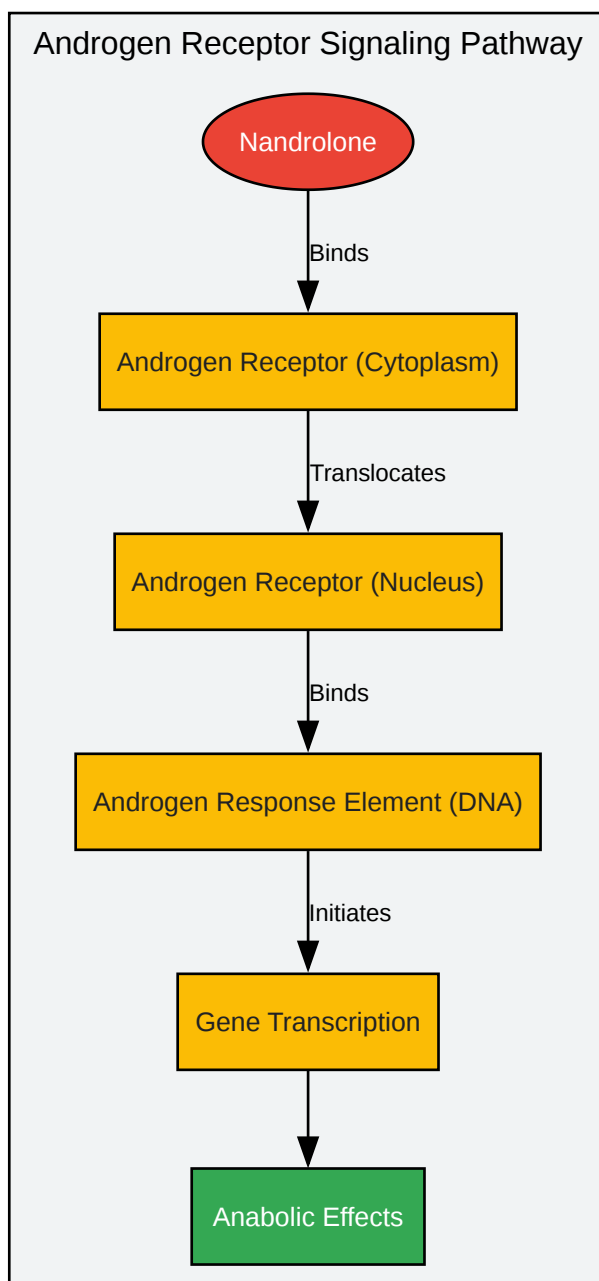 Androgen Receptor Signaling Pathway
Nandrolone
Binds
Androgen Receptor (Cytoplasm)
Translocates
Androgen Receptor (Nucleus)
Binds
Androgen Response Element (DNA)
Initiates
Gene Transcription
Anabolic Effects